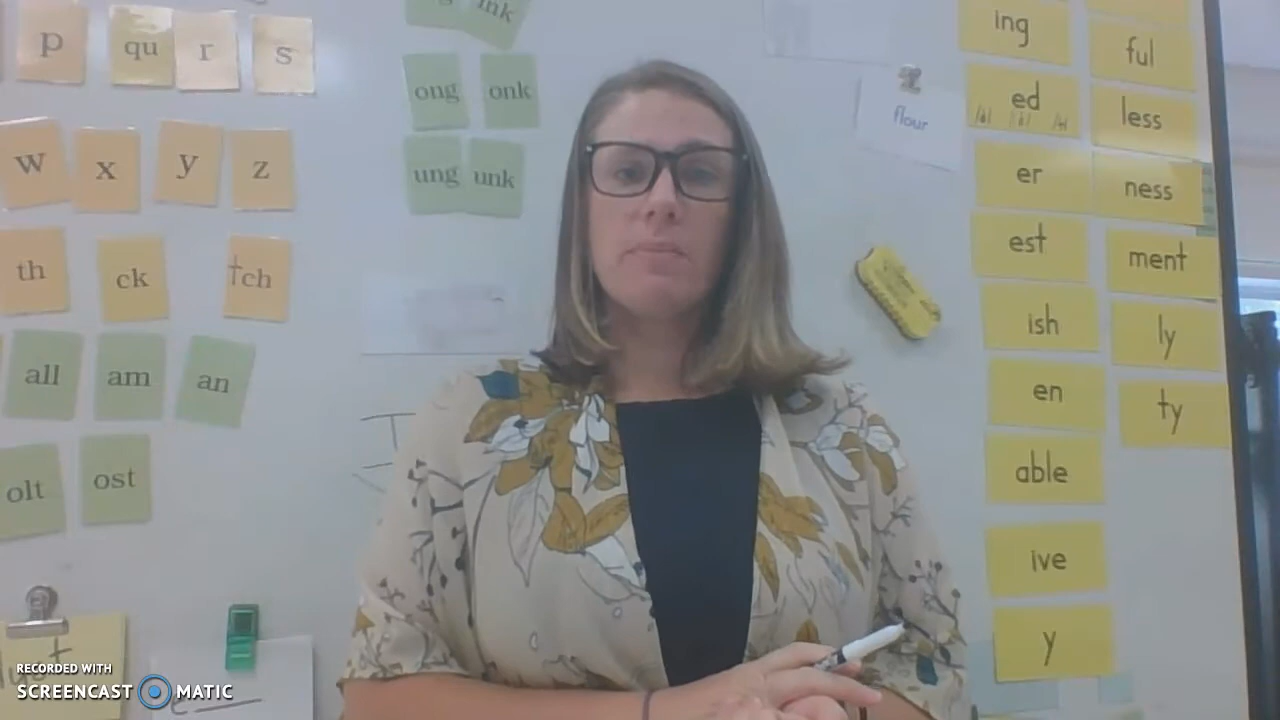 p
qu
r
s
w
x
y
z
th
ck
tch
all
am
an
olt
ost
ink
ong
onk
ung
unk
flour
ing
ed
/d/
er
est
ish
en
able
ive
y
ful
less
ness
ment
ly
ty
RECORDED WITH
SCREENCAST MATIC